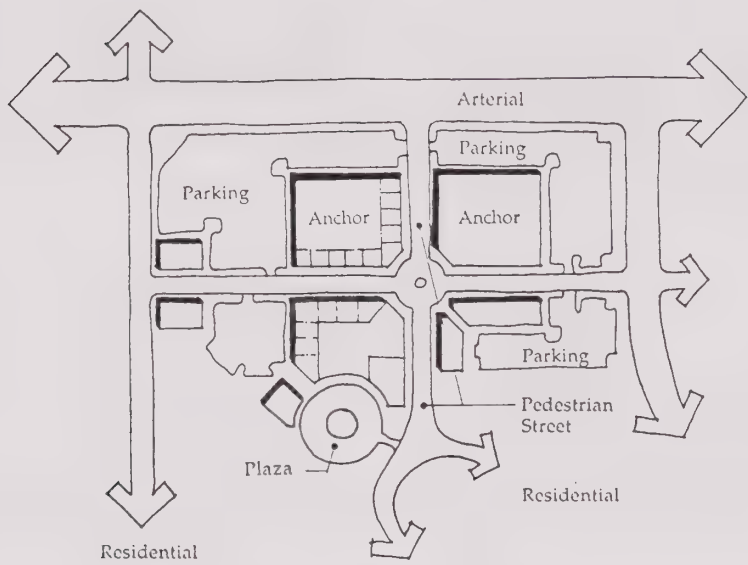 Arterial
Parking
Parking
Anchor
Anchor
Parking
Pedestrian
Street
Plaza
Residential
Residential